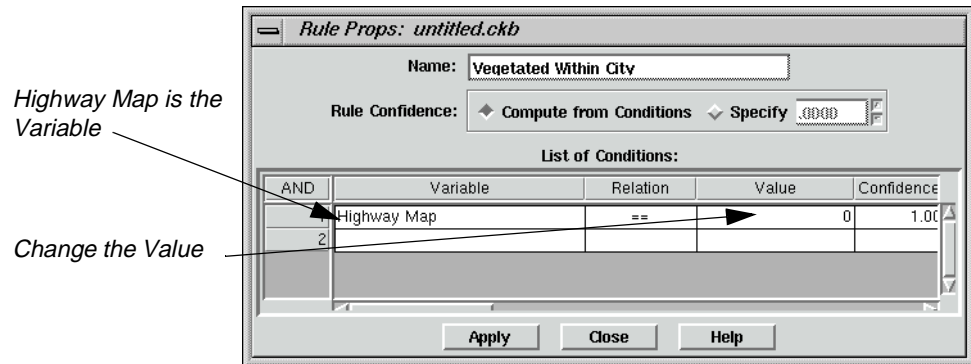 Rule Props: untitled.ckb
Name: Vegetated Within City
Highway Map is the
Variable
Rule Confidence: Compute from Conditions Specify .0000
List of Conditions:
AND Variable Relation Value Confidence
1 Highway Map == 0 1.00
2
Change the Value
Apply Close Help